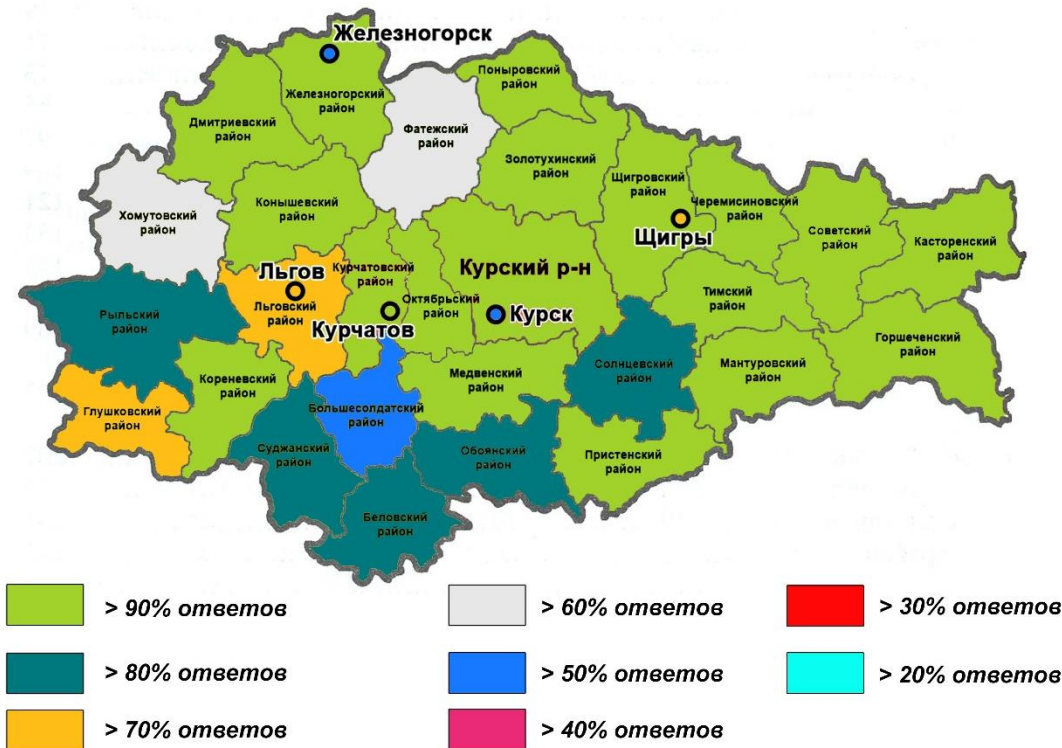 Железногорск
Поныровский
район
Железногорский
район
Дмитриевский
район
Фатежский
район
Золотухинский
район
Щигровский
район
Черемисиновский
район
Хомутовский
район
Конышевский
район
Советский
район
Касторенский
район
Щигры
Льгов
Курчатовский
район
Курский р-н
Тимский
район
Рыльский
район
Льговский
район
Октябрьский
район
Курчатов
Курск
Горшеченский
район
Солнцевский
район
Мантуровский
район
Кореневский
район
Медвенский
район
Глушковский
район
Большесолдатский
район
Суджанский
район
Обоянский
район
Пристенский
район
Беловский
район
> 90% ответов
> 60% ответов
> 30% ответов
> 80% ответов
> 50% ответов
> 20% ответов
> 70% ответов
> 40% ответов